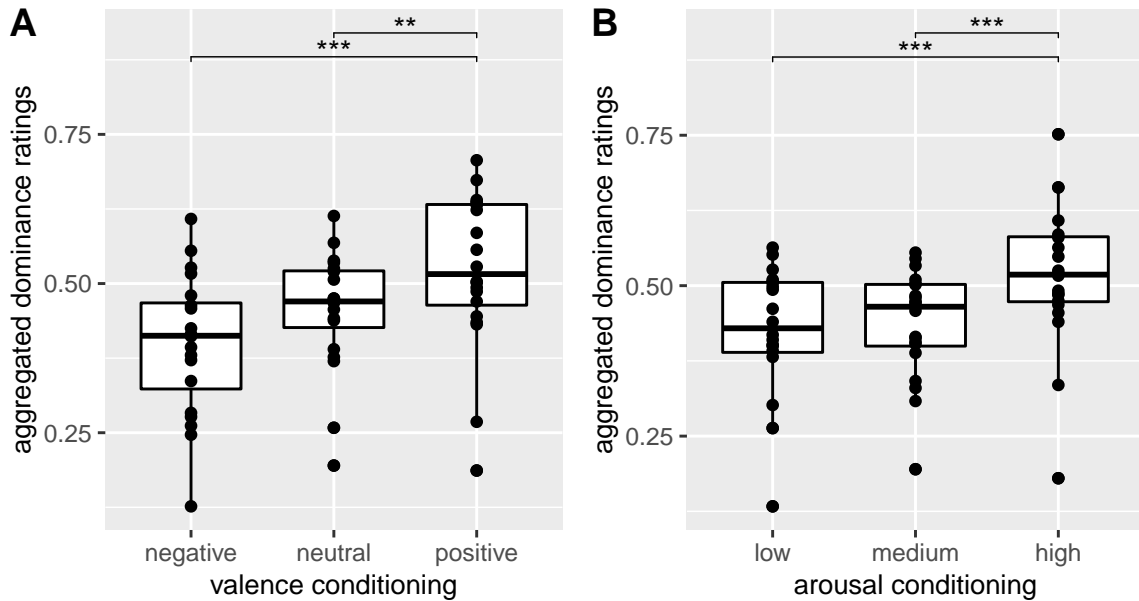 A
**
***
aggregated dominance ratings
0.75
0.50
0.25
negative neutral positive
valence conditioning
B
***
***
aggregated dominance ratings
0.75
0.50
0.25
low medium high
arousal conditioning